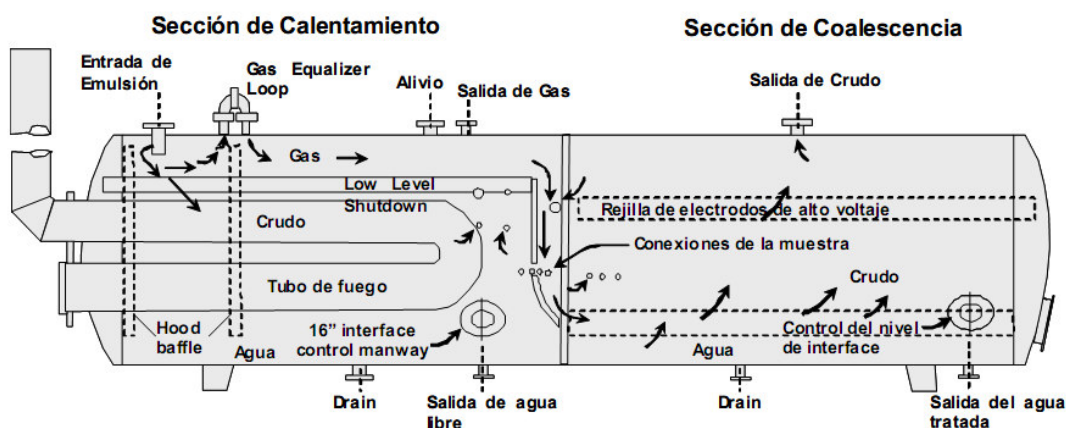 Sección de Calentamiento
Sección de Coalescencia
Entrada de
Emulsión
Gas Equalizer
Loop
Alivio
Salida de Gas
Salida de Crudo
Gas
Low Level
Shutdown
Crudo
Rejilla de electrodos de alto voltaje
Conexiones de la muestra
Tubo de fuego
Crudo
Hood
baffle
16" interface
control manway
Agua
Control del nivel
de interface
Agua
Drain
Salida de agua
libre
Drain
Salida del agua
tratada